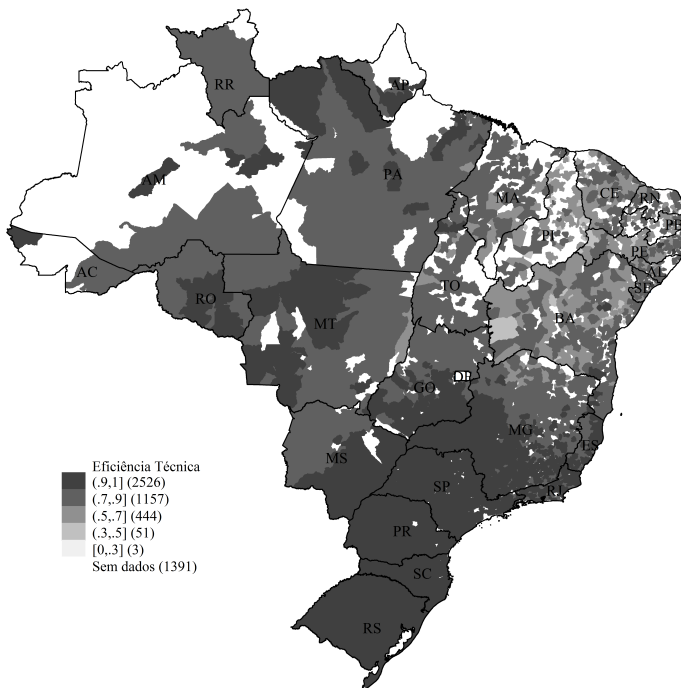 RR
AP
AM
PA
MA
CE
RN
PB
PI
PE
AL
SE
AC
TO
RO
BA
MT
DF
GO
MG
ES
MS
SP
RJ
PR
SC
RS
Eficiência Técnica
(.9,1] (2526)
(.7,.9] (1157)
(.5,.7] (444)
(.3,.5] (51)
[0,.3] (3)
Sem dados (1391)